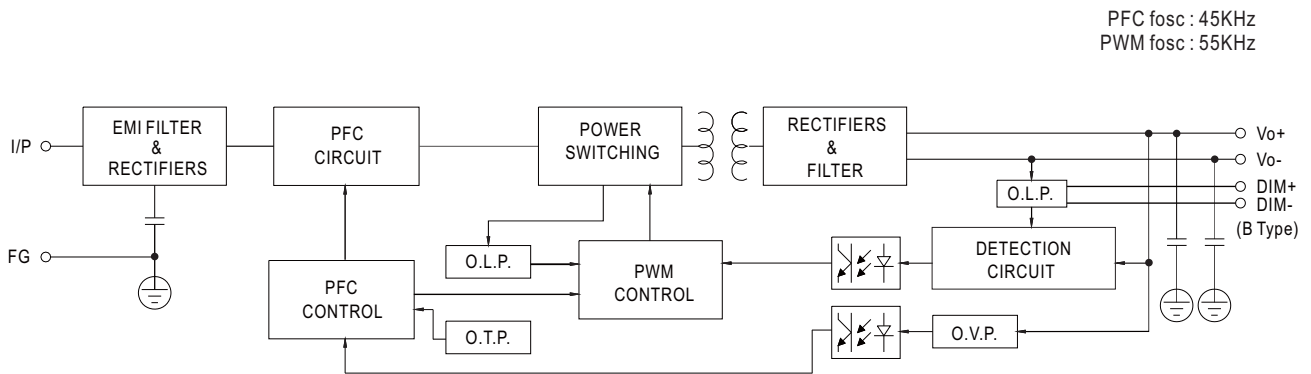 PFC fosc : 45KHz
PWM fosc : 55KHz
I/P
EMI FILTER
&
RECTIFIERS
PFC
CIRCUIT
POWER
SWITCHING
RECTIFIERS
&
FILTER
Vo+
Vo-
DIM+
DIM-
(B Type)
O.L.P.
FG
O.L.P.
PFC
CONTROL
PWM
CONTROL
DETECTION
CIRCUIT
O.T.P.
O.V.P.